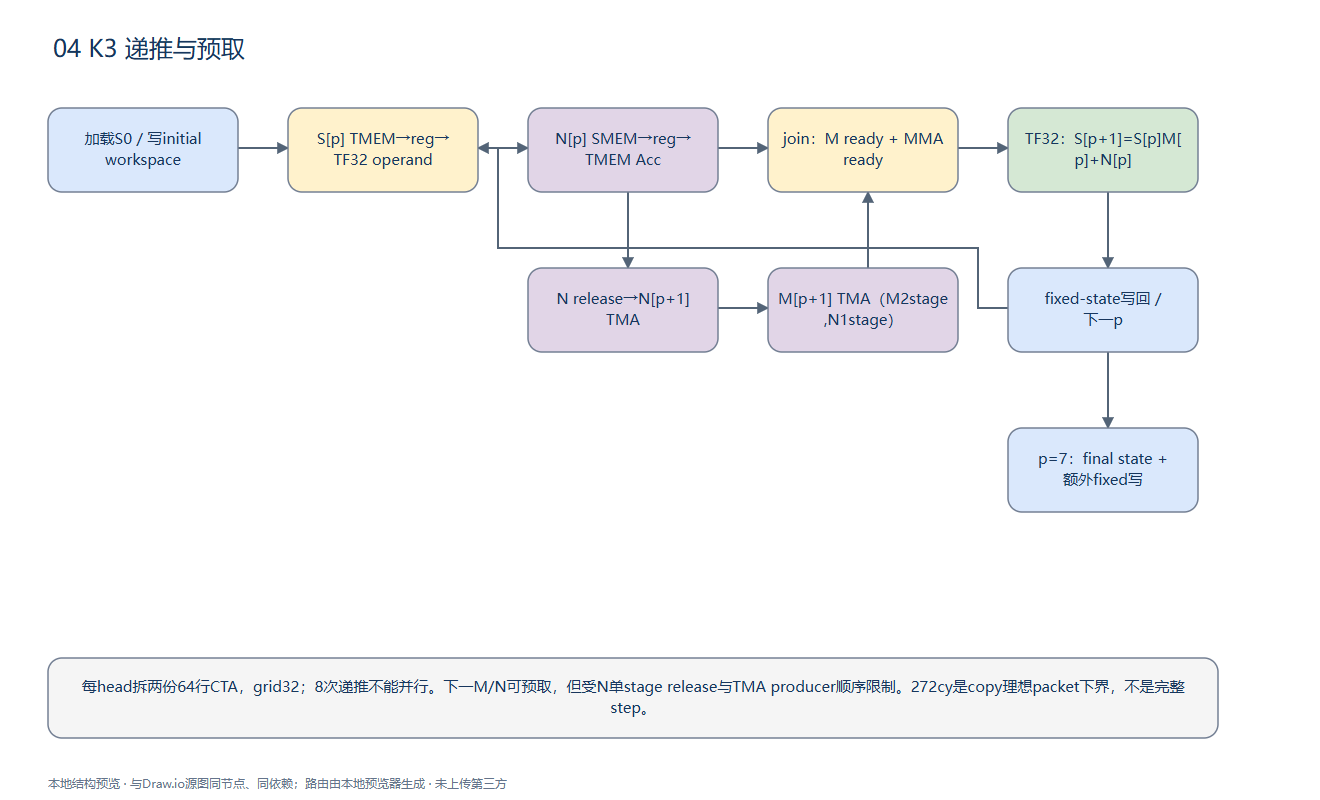 04 K3 递推与预取
加载S0 / 写initial
workspace
S[p] TMEM→reg→
TF32 operand
N[p] SMEM→reg→
TMEM Acc
join：M ready + MMA
ready
TF32：S[p+1]=S[p]M[
p]+N[p]
N release→N[p+1]
TMA
M[p+1] TMA（M2stage
,N1stage）
fixed-state写回 /
下一p
p=7：final state +
额外fixed写
每head拆两份64行CTA，grid32；8次递推不能并行。下一M/N可预取，但受N单stage release与TMA producer顺序限制。272cy是copy理想packet下界，不是完整
step。
本地结构预览 · 与Draw.io源图同节点、同依赖；路由由本地预览器生成 · 未上传第三方